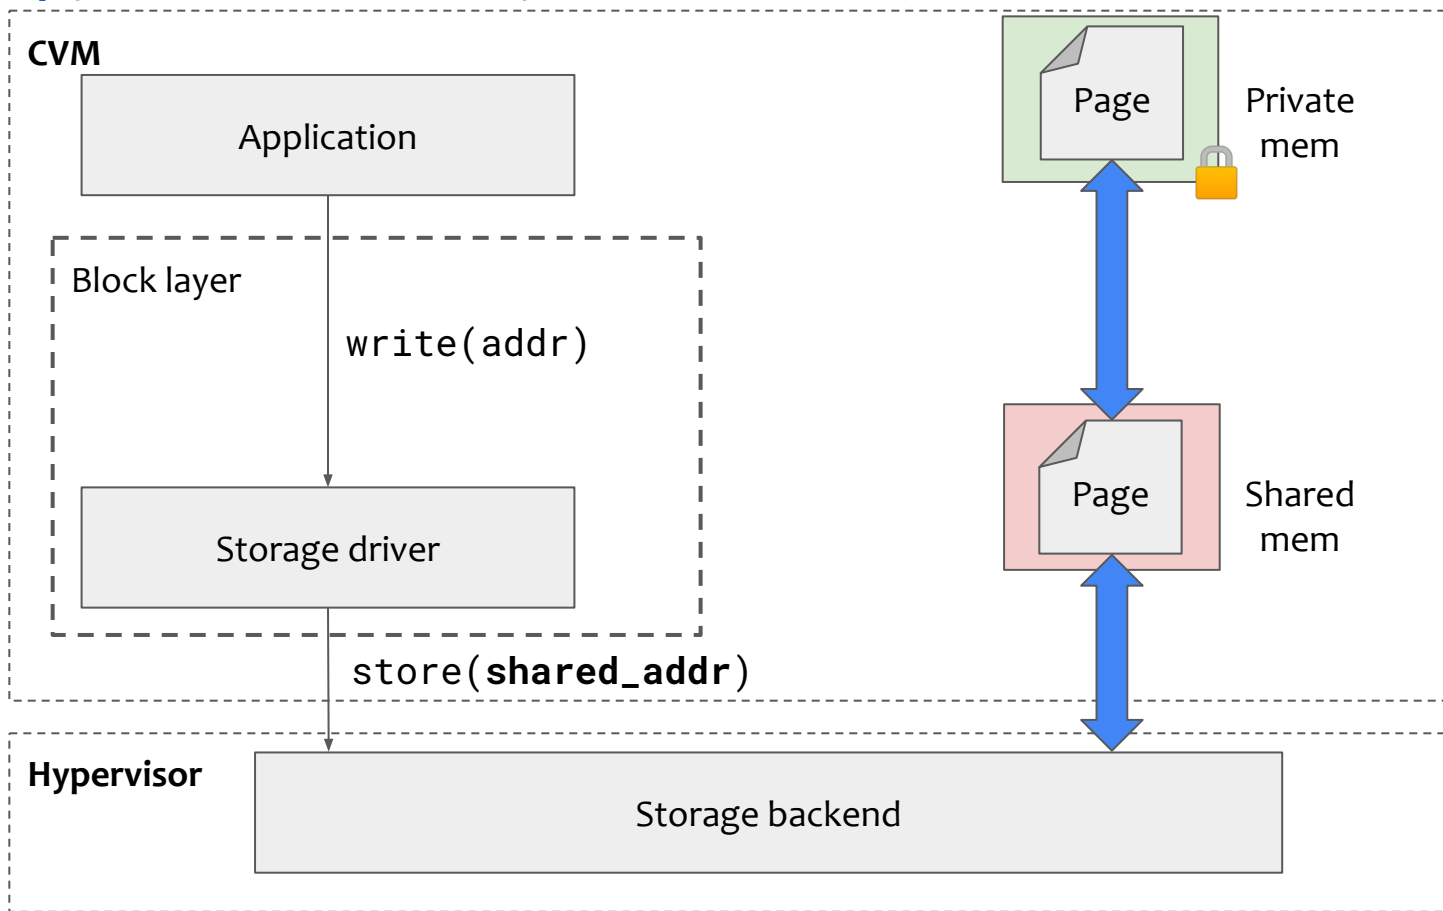 CVM
Application
Block layer
write(addr)
Storage driver
store(shared_addr)
Page
Private
mem
Page
Shared
mem
Hypervisor
Storage backend